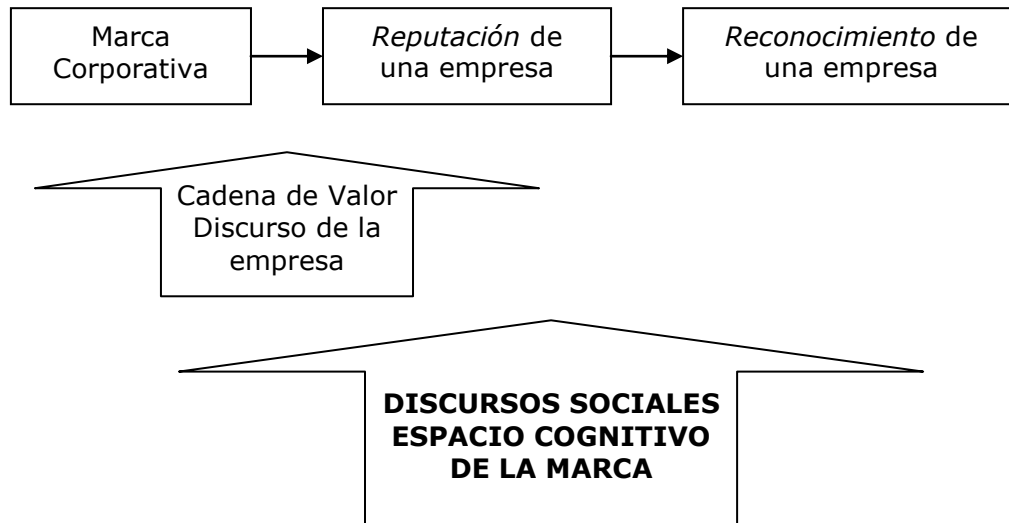 Marca
Corporativa
Reputación de
una empresa
Reconocimiento de
una empresa
Cadena de Valor
Discurso de la
empresa
DISCURSOS SOCIALES
ESPACIO COGNITIVO
DE LA MARCA